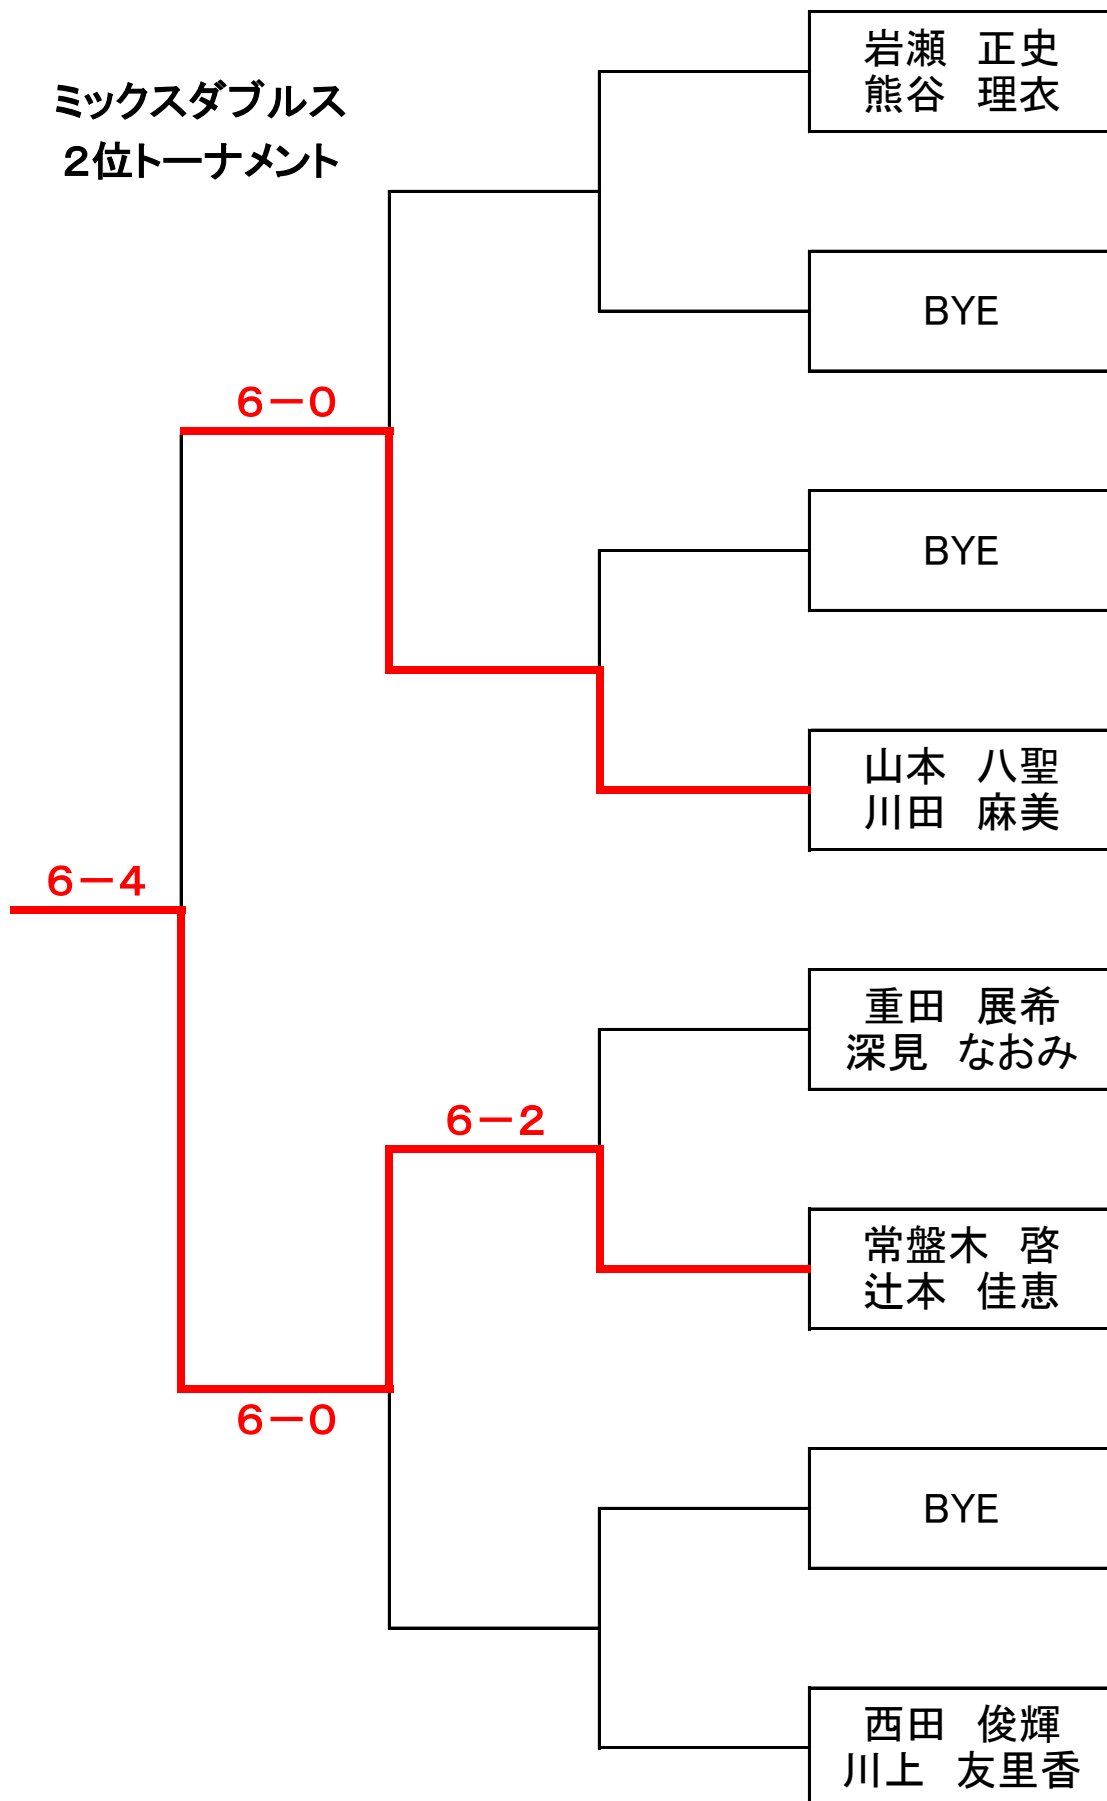 ミックスダブルス
２位トーナメント
岩瀬　正史
熊谷　理衣
BYE
６－０
BYE
山本　八聖
川田　麻美
６－４
重田　展希
深見　なおみ
６－２
常盤木　啓
辻本　佳恵
６－０
BYE
西田　俊輝
川上　友里香